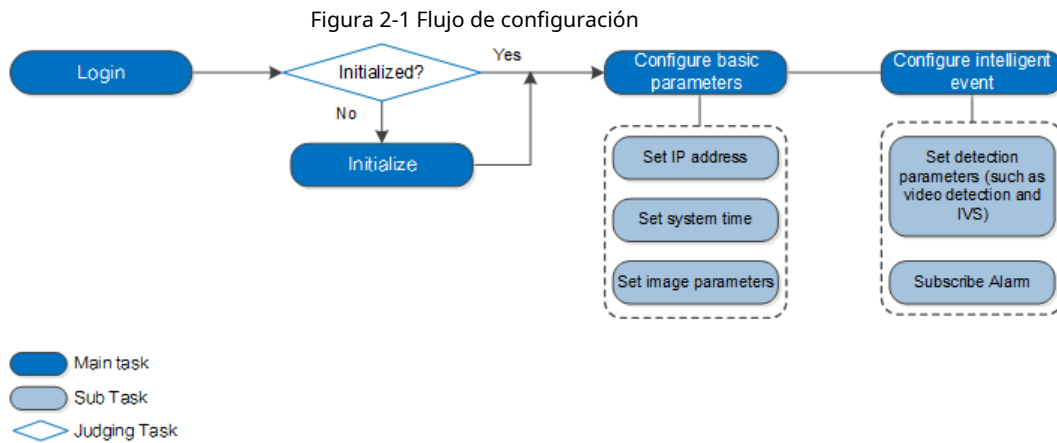 Figura 2-1 Flujo de configuración
Login
Initialized?
Yes
No
Initialize
Configure basic
parameters
Set IP address
Set system time
Set image parameters
Configure intelligent
event
Set detection
parameters (such as
video detection and
IVS)
Subscribe Alarm
Main task
Sub Task
Judging Task